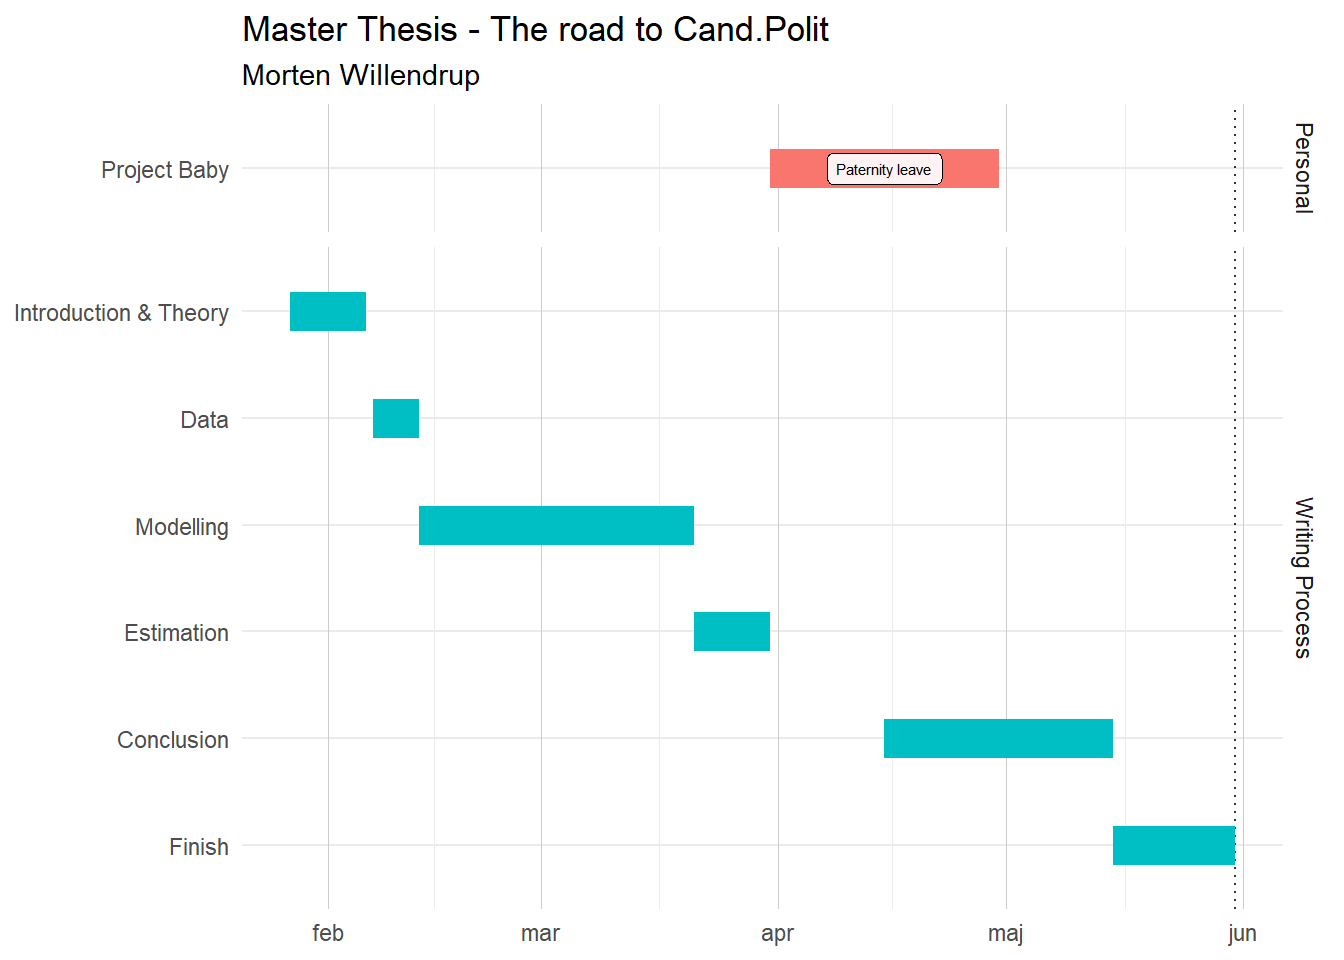 Master Thesis - The road to Cand.Polit
Morten Willendrup
Project Baby
Paternity leave
Personal
Introduction & Theory
Data
Modelling
Estimation
Conclusion
Finish
Writing Process
feb mar apr maj jun